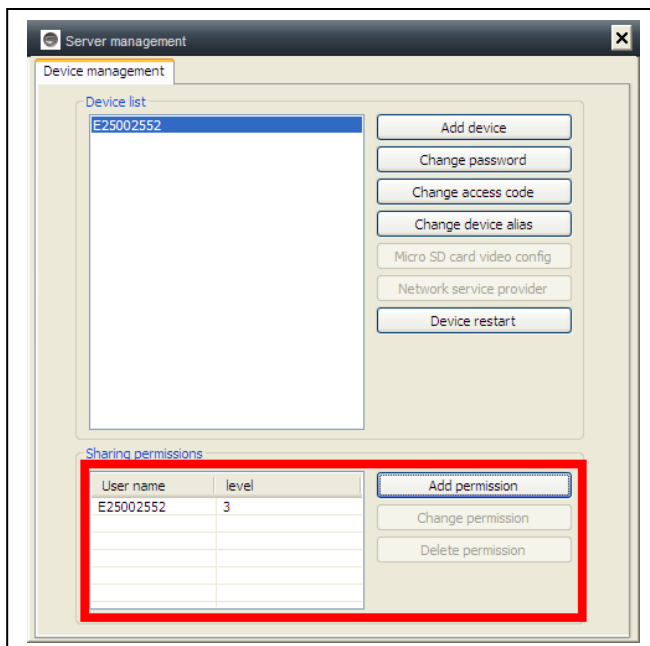 Server management
Device management
Device list
E25002552
Add device
Change password
Change access code
Change device alias
Micro SD card video config
Network service provider
Device restart
Sharing permissions
User name level
E25002552 3
Add permission
Change permission
Delete permission